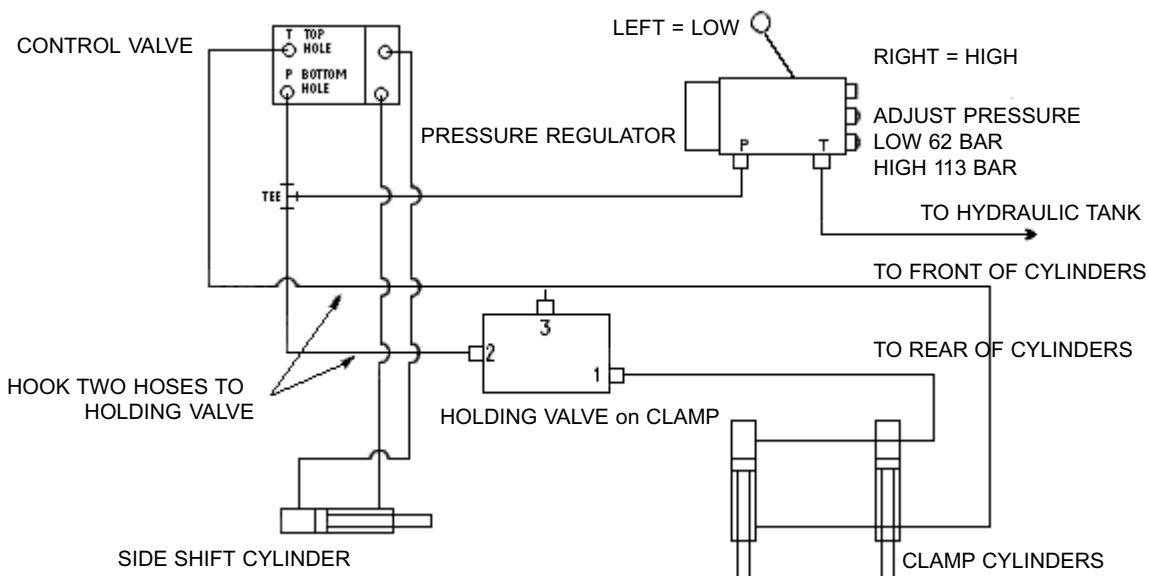 LEFT = LOW
CONTROL VALVE
T TOP
HOLE
P BOTTOM
HOLE
RIGHT = HIGH
PRESSURE REGULATOR
P T
ADJUST PRESSURE
LOW 62 BAR
HIGH 113 BAR
TEE
TO HYDRAULIC TANK
TO FRONT OF CYLINDERS
3
2
1
TO REAR OF CYLINDERS
HOOK TWO HOSES TO
HOLDING VALVE
HOLDING VALVE on CLAMP
SIDE SHIFT CYLINDER
CLAMP CYLINDERS